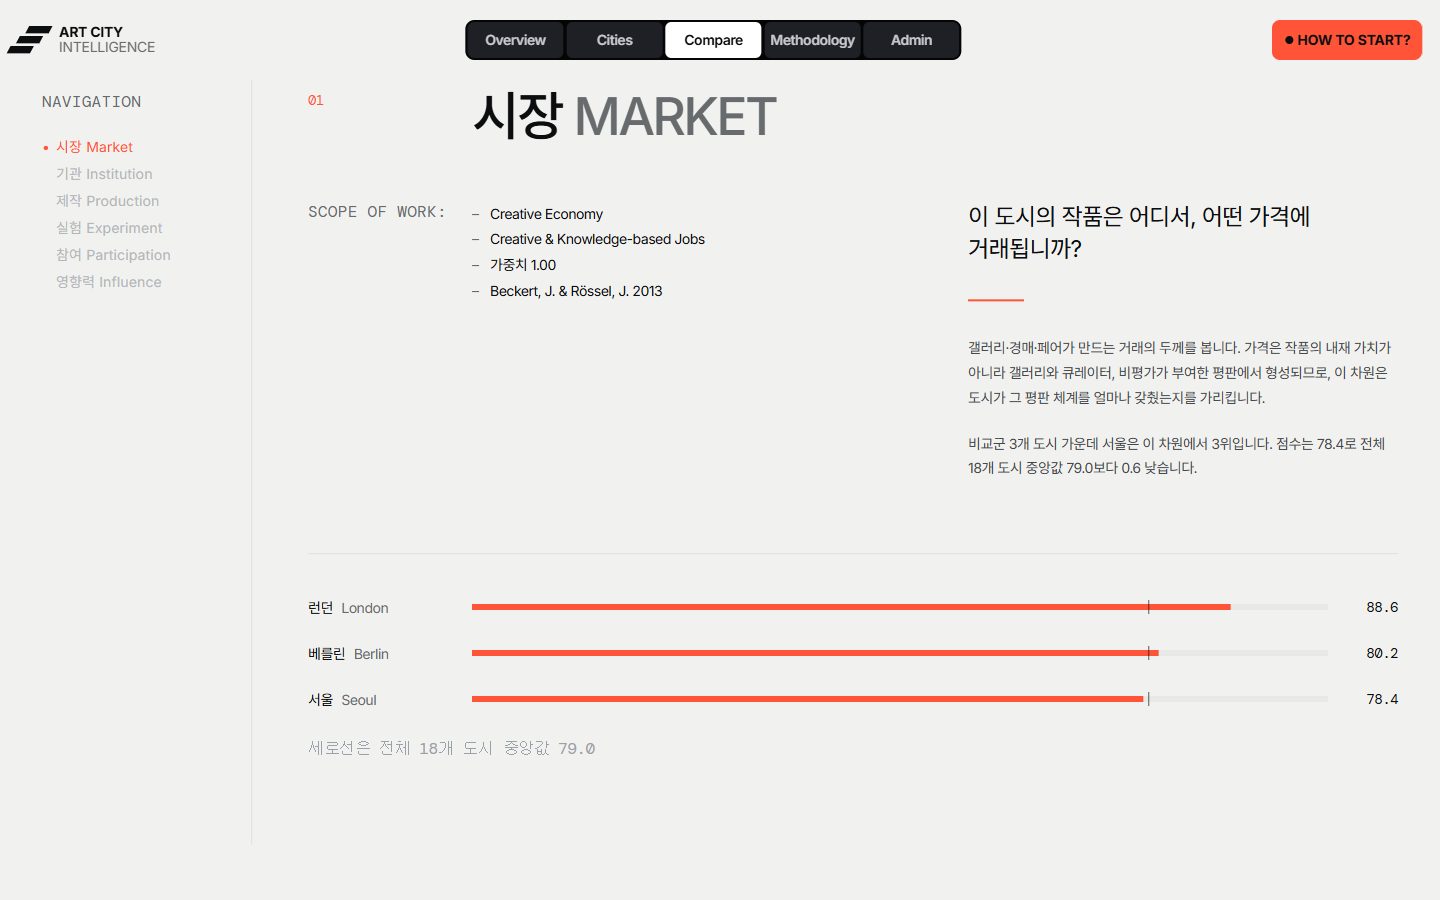 ART CITY
INTELLIGENCE
Overview
Cities
Compare
Methodology
Admin
HOW TO START?
NAVIGATION
시장 Market
기관 Institution
제작 Production
실험 Experiment
참여 Participation
영향력 Influence
01
시장 MARKET
SCOPE OF WORK:
– Creative Economy
– Creative & Knowledge-based Jobs
– 가중치 1.00
– Beckert, J. & Rössel, J. 2013
이 도시의 작품은 어디서, 어떤 가격에
거래됩니까?
갤러리·경매·페어가 만드는 거래의 두께를 봅니다. 가격은 작품의 내재 가치가
아니라 갤러리와 큐레이터, 비평가가 부여한 평판에서 형성되므로, 이 차원은
도시가 그 평판 체계를 얼마나 갖췄는지를 가리킵니다.
비교군 3개 도시 가운데 서울은 이 차원에서 3위입니다. 점수는 78.4로 전체
18개 도시 중앙값 79.0보다 0.6 낮습니다.
런던 London 88.6
베를린 Berlin 80.2
서울 Seoul 78.4
세로선은 전체 18개 도시 중앙값 79.0